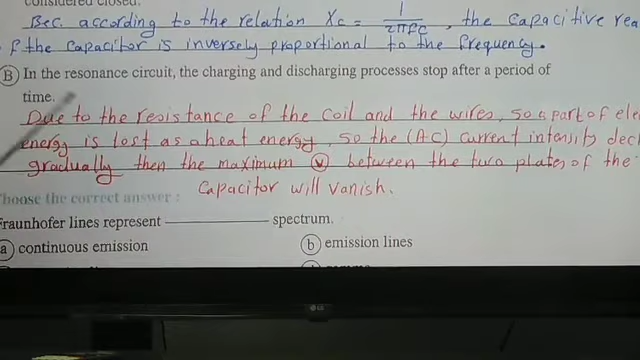 considered closed.
Bec. according to the relation Xc = 1/2πfc, the capacitive rea
f the capacitor is inversely proportional to the frequency.
B In the resonance circuit, the charging and discharging processes stop after a period of
time.
Due to the resistance of the coil and the wires, so a part of ele
energy is lost as a heat energy, so the (AC) current intensity dec
gradually then the maximum V between the two plates of the
Capacitor will vanish.
hoose the correct answer :
Fraunhofer lines represent spectrum.
a continuous emission
b emission lines
LG